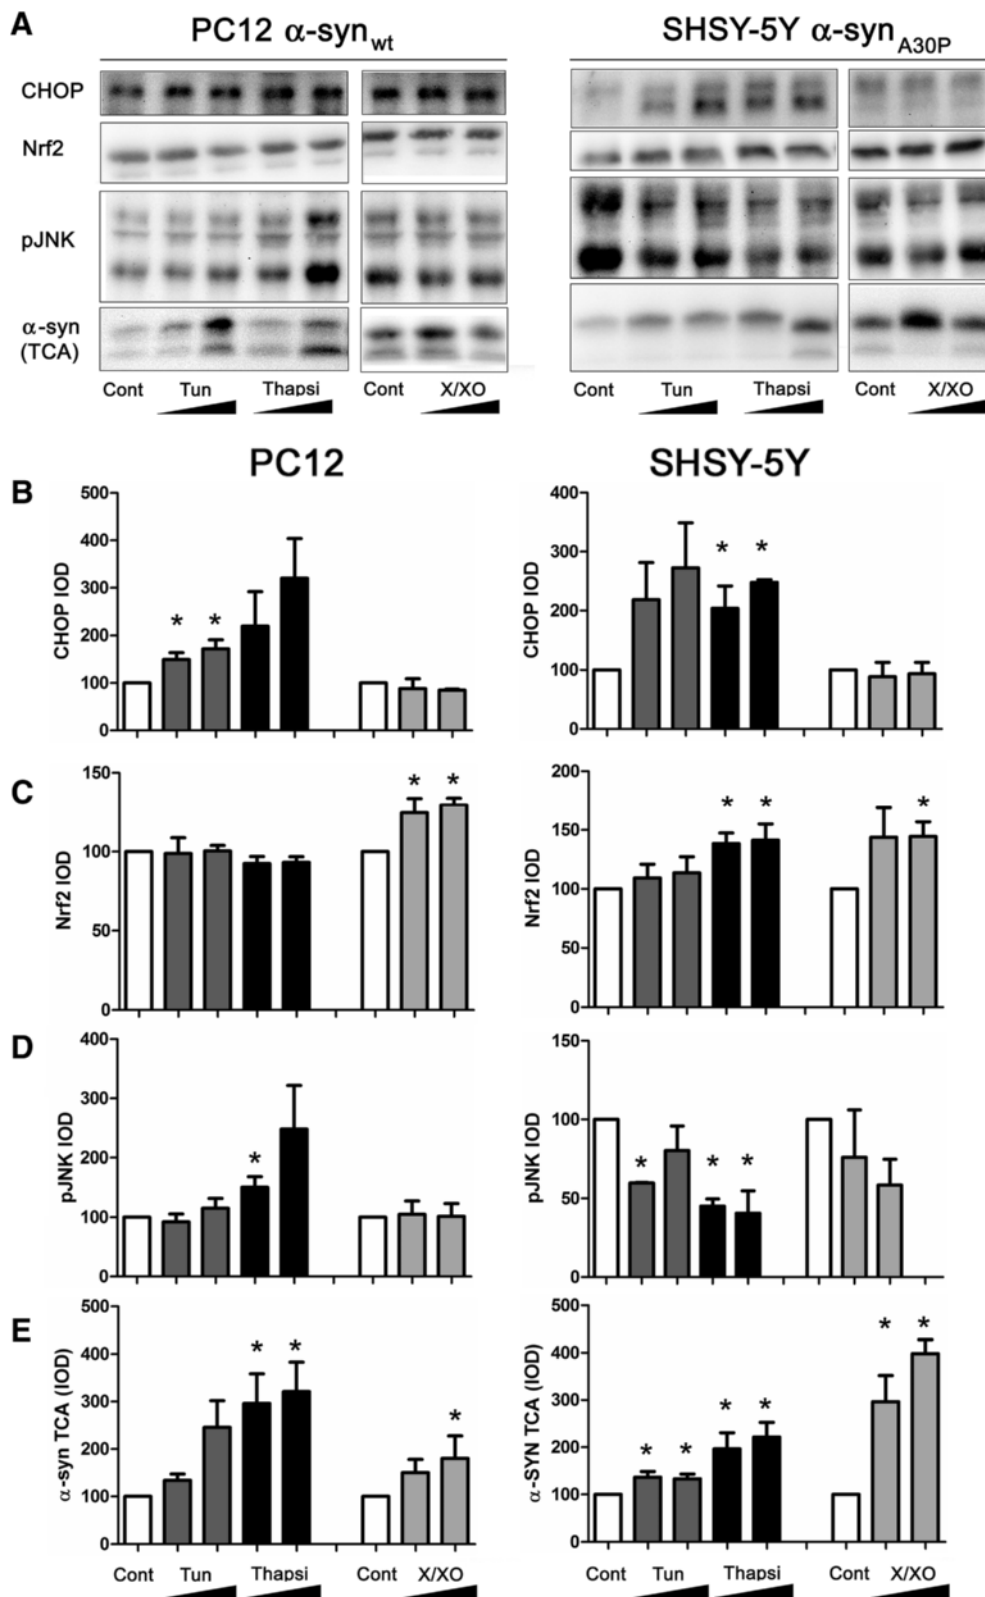 A
PC12 α-syn wt
SHSY-5Y α-syn A30P
CHOP
Nrf2
pJNK
α-syn
(TCA)
Cont Tun Thapsi Cont X/XO
Cont Tun Thapsi Cont X/XO
PC12
SHSY-5Y
B
CHOP IOD
500
400
300
200
100
0
* *
CHOP IOD
400
300
200
100
0
* *
C
Nrf2 IOD
150
100
50
0
* *
Nrf2 IOD
200
150
100
50
0
* * *
D
pJNK IOD
400
300
200
100
0
*
pJNK IOD
150
100
50
0
* * *
E
α-syn TCA (IOD)
500
400
300
200
100
0
* * *
α-SYN TCA (IOD)
500
400
300
200
100
0
* * * * * *
Cont Tun Thapsi Cont X/XO
Cont Tun Thapsi Cont X/XO